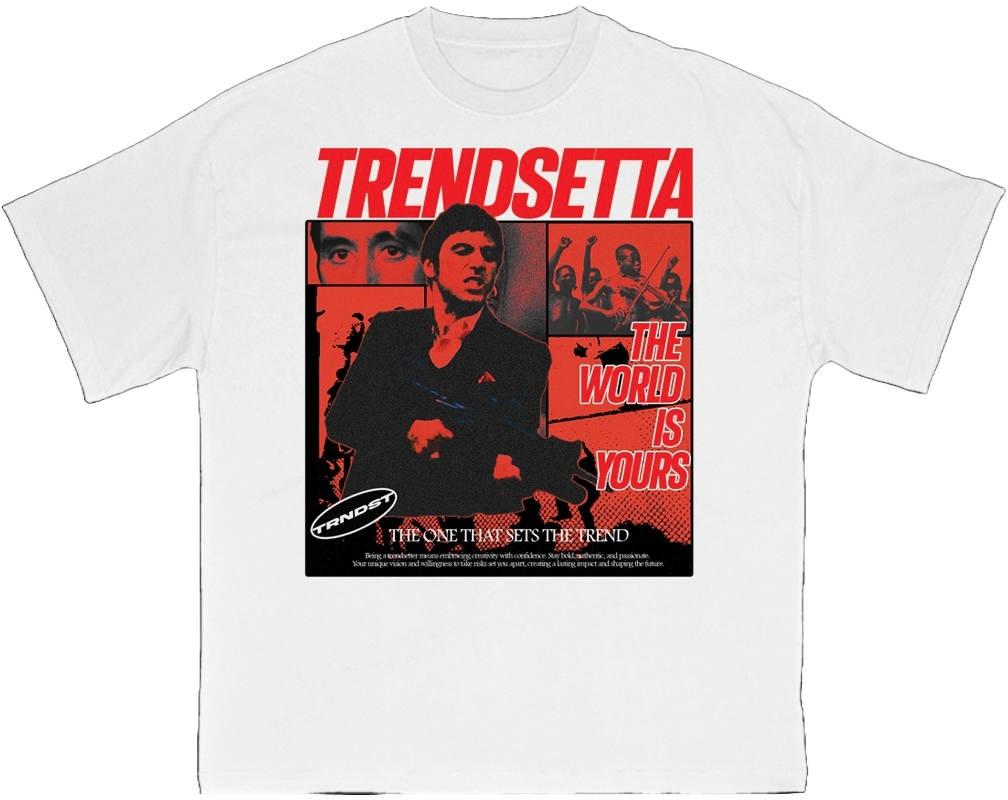 TRENDSETTA
THE
WORLD
IS
YOURS
TRNDST
THE ONE THAT SETS THE TREND
Being a trendsetter means embracing creativity with confidence. Stay bold, authentic, and passionate.
Your unique vision and willingness to take risks set you apart, creating a lasting impact and shaping the future.